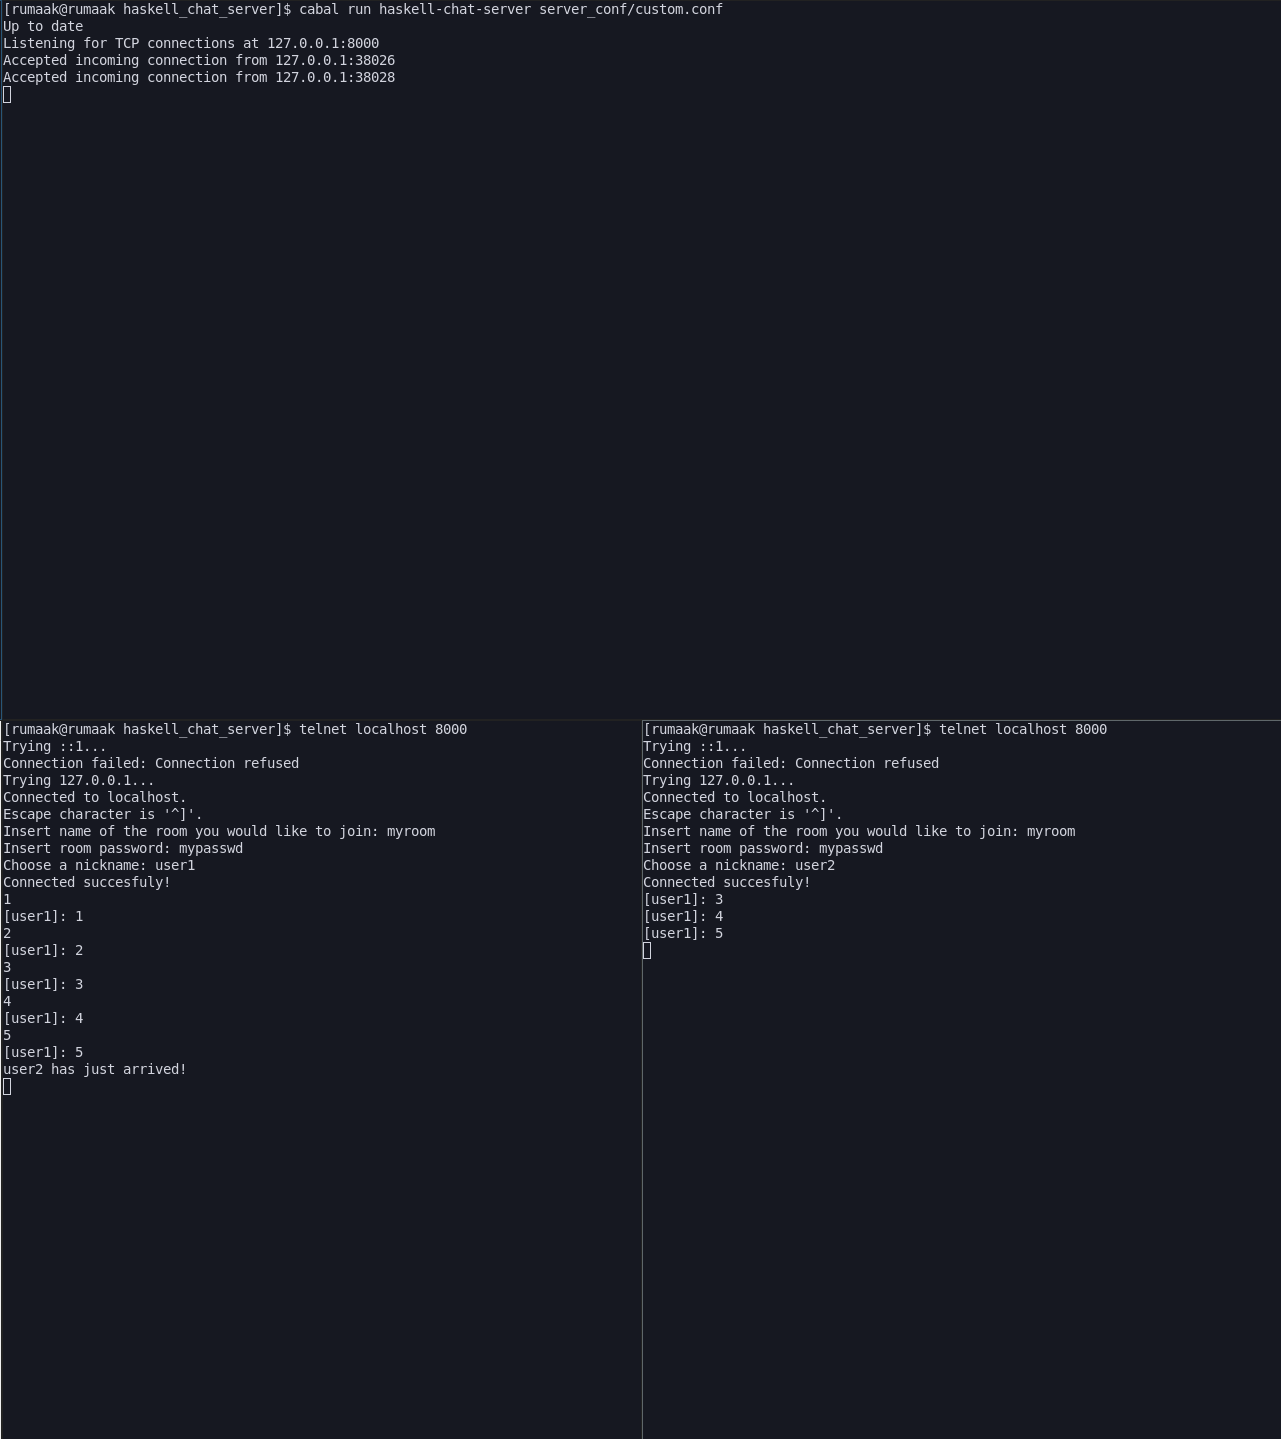 [rumaak@rumaak haskell_chat_server]$ cabal run haskell-chat-server server_conf/custom.conf
Up to date
Listening for TCP connections at 127.0.0.1:8000
Accepted incoming connection from 127.0.0.1:38026
Accepted incoming connection from 127.0.0.1:38028
[rumaak@rumaak haskell_chat_server]$ telnet localhost 8000
Trying ::1...
Connection failed: Connection refused
Trying 127.0.0.1...
Connected to localhost.
Escape character is '^]'.
Insert name of the room you would like to join: myroom
Insert room password: mypasswd
Choose a nickname: user1
Connected succesfuly!
1
[user1]: 1
2
[user1]: 2
3
[user1]: 3
4
[user1]: 4
5
[user1]: 5
user2 has just arrived!
[rumaak@rumaak haskell_chat_server]$ telnet localhost 8000
Trying ::1...
Connection failed: Connection refused
Trying 127.0.0.1...
Connected to localhost.
Escape character is '^]'.
Insert name of the room you would like to join: myroom
Insert room password: mypasswd
Choose a nickname: user2
Connected succesfuly!
[user1]: 3
[user1]: 4
[user1]: 5